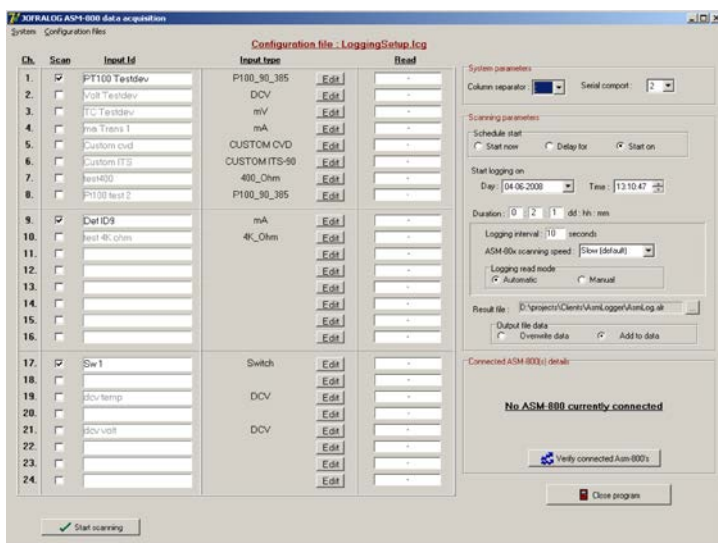 JOFRALOG ASM-800 data acquisition
System Configuration files
Configuration file : LoggingSetup.lcg
Ch. Scan Input Id Input type Read
1. PT100 Testdev P100_90_385 Edit -
2. Volt Testdev DCV Edit -
3. TC Testdev mV Edit -
4. ma Trans 1 mA Edit -
5. Custom cvd CUSTOM CVD Edit -
6. Custom ITS CUSTOM ITS-90 Edit -
7. test400 400_Ohm Edit -
8. Pt100 test 2 P100_90_385 Edit -
9. Def ID9 mA Edit -
10. test 4K ohm 4K_Ohm Edit -
11. Edit -
12. Edit -
13. Edit -
14. Edit -
15. Edit -
16. Edit -
17. Sw1 Switch Edit -
18. Edit -
19. dcv temp DCV Edit -
20. Edit -
21. dcv volt DCV Edit -
22. Edit -
23. Edit -
24. Edit -
Start scanning
System parameters
Column separator : Serial comport : 2
Scanning parameters
Schedule start
Start now Delay for Start on
Start logging on
Day : 04-06-2008 Time : 13:10:47
Duration : 0 : 2 : 1 dd : hh : mm
Logging interval : 10 seconds
ASM-80x scanning speed : Slow (default)
Logging read mode
Automatic Manual
Result file : D:\projects\Clients\AsmLogger\AsmLog.alr ...
Output file data
Overwrite data Add to data
Connected ASM-800(s) details
No ASM-800 currently connected
Verify connected Asm-800's
Close program